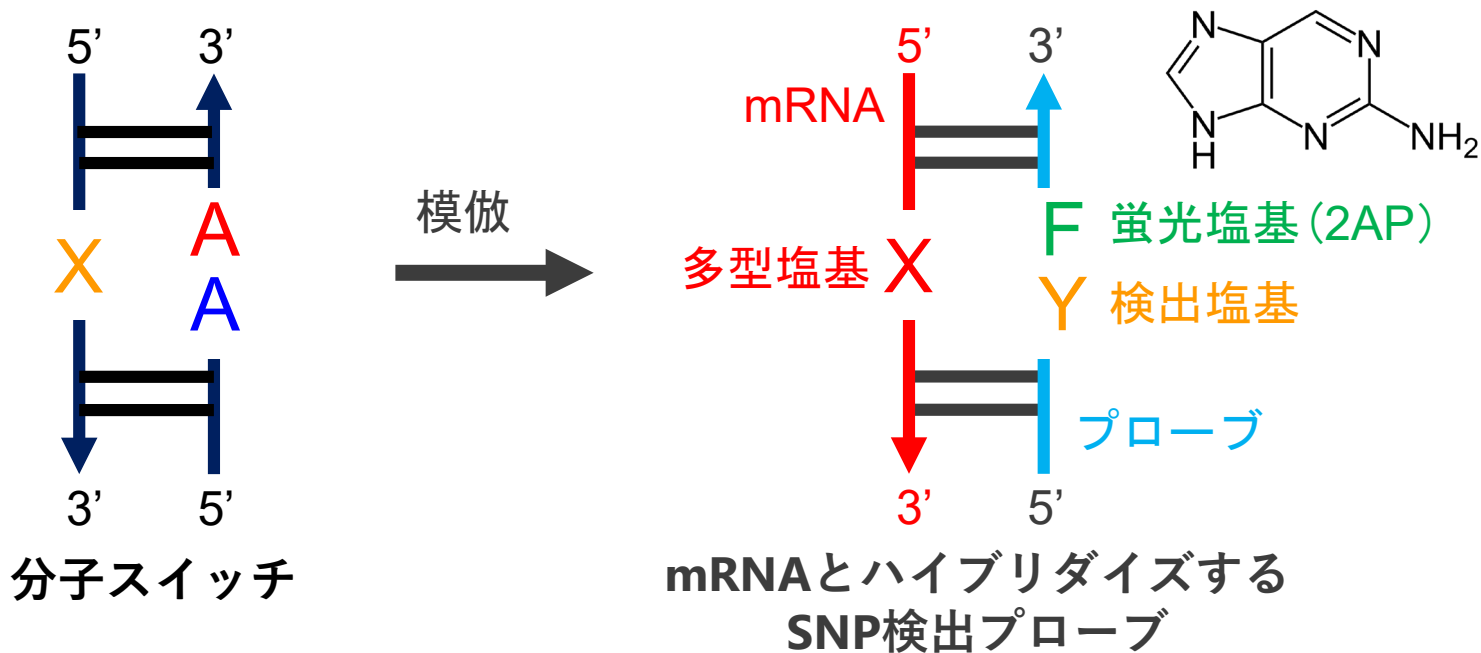 5’ 3’
X A
A
3’ 5’
分子スイッチ
模倣
5’ 3’
mRNA
多型塩基 X
F 蛍光塩基(2AP)
Y 検出塩基
プローブ
3’ 5’
mRNAとハイブリダイズする
SNP検出プローブ
N N
N N NH2
H